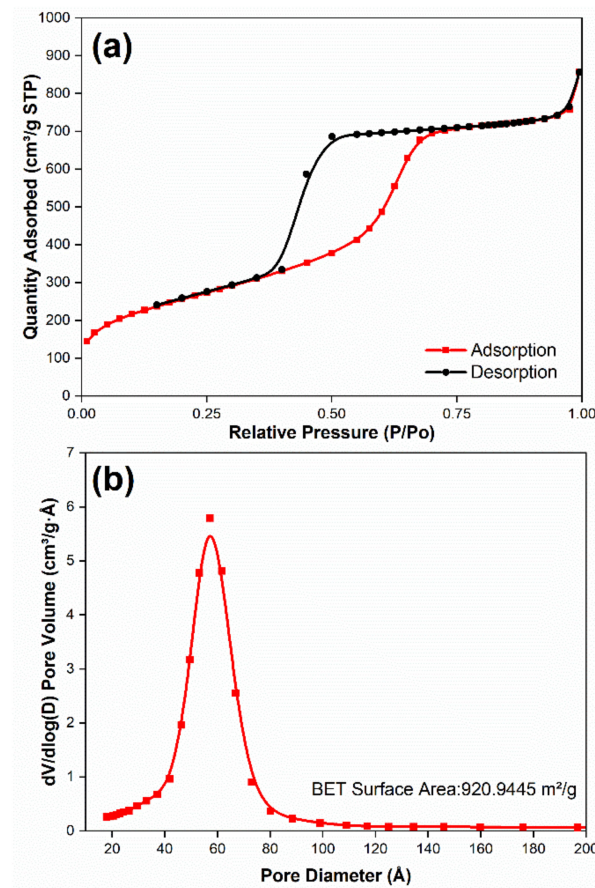 (a)
1000
900
800
700
600
500
400
300
200
100
0
Quantity Adsorbed (cm³/g STP)
Adsorption
Desorption
0.00 0.25 0.50 0.75 1.00
Relative Pressure (P/Po)
(b)
7
6
5
4
3
2
1
0
dV/dlog(D) Pore Volume (cm³/g·Å)
BET Surface Area:920.9445 m²/g
20 40 60 80 100 120 140 160 180 200
Pore Diameter (Å)